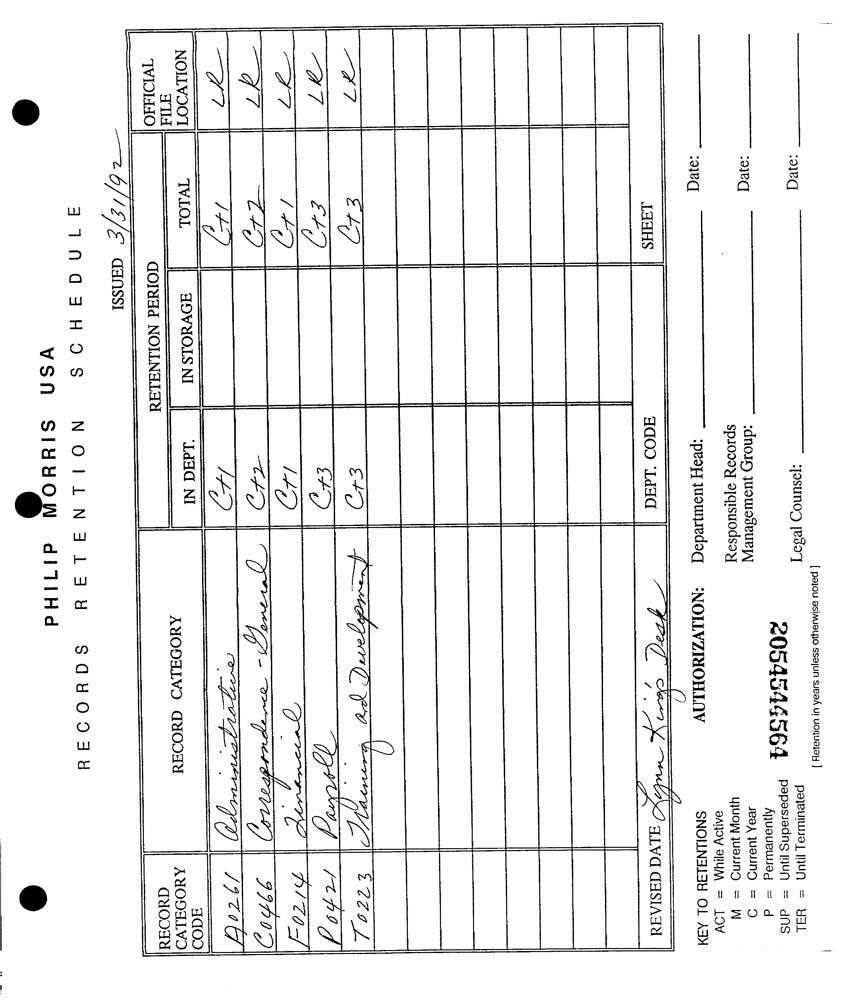 PHILIP MORRIS USA
RECORDS RETENTION SCHEDULE
ISSUED 3/31/92
RECORD CATEGORY CODE
RECORD CATEGORY
RETENTION PERIOD
IN DEPT.
IN STORAGE
TOTAL
OFFICIAL FILE LOCATION
A0261 Administrative C+1 C+1 LR
C0466 Correspondence - General C+2 C+2 LR
F0214 Financial C+1 C+1 LR
P0421 Payroll C+3 C+3 LR
T0223 Training ad Development C+3 C+3 LR
REVISED DATE Lynn King's Desk DEPT. CODE SHEET
KEY TO RETENTIONS
ACT = While Active
M = Current Month
C = Current Year
P = Permanently
SUP = Until Superseded
TER = Until Terminated
AUTHORIZATION:
Department Head: Date:
Responsible Records
Management Group: Date:
Legal Counsel: Date:
2054544564
[ Retention in years unless otherwise noted ]